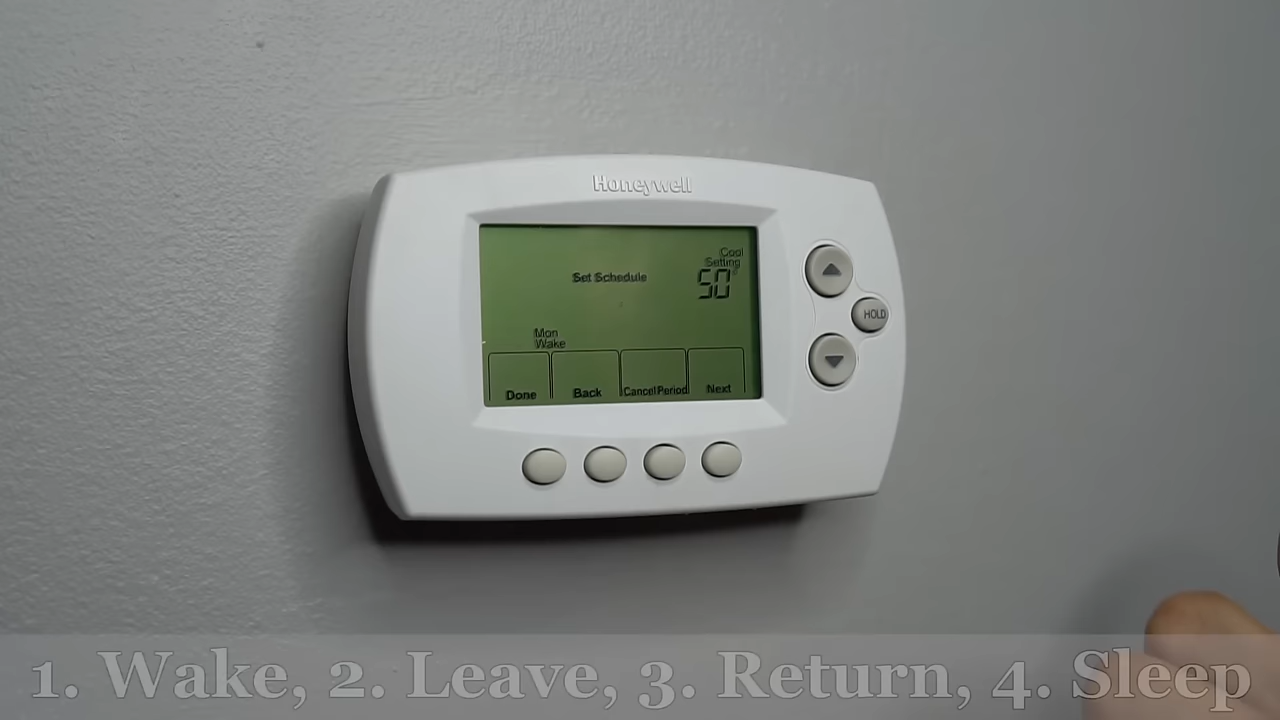 Honeywell
Cool
Setting
Set Schedule
50°
HOLD
Mon
Wake
Done Back Cancel Period Next
1. Wake, 2. Leave, 3. Return, 4. Sleep